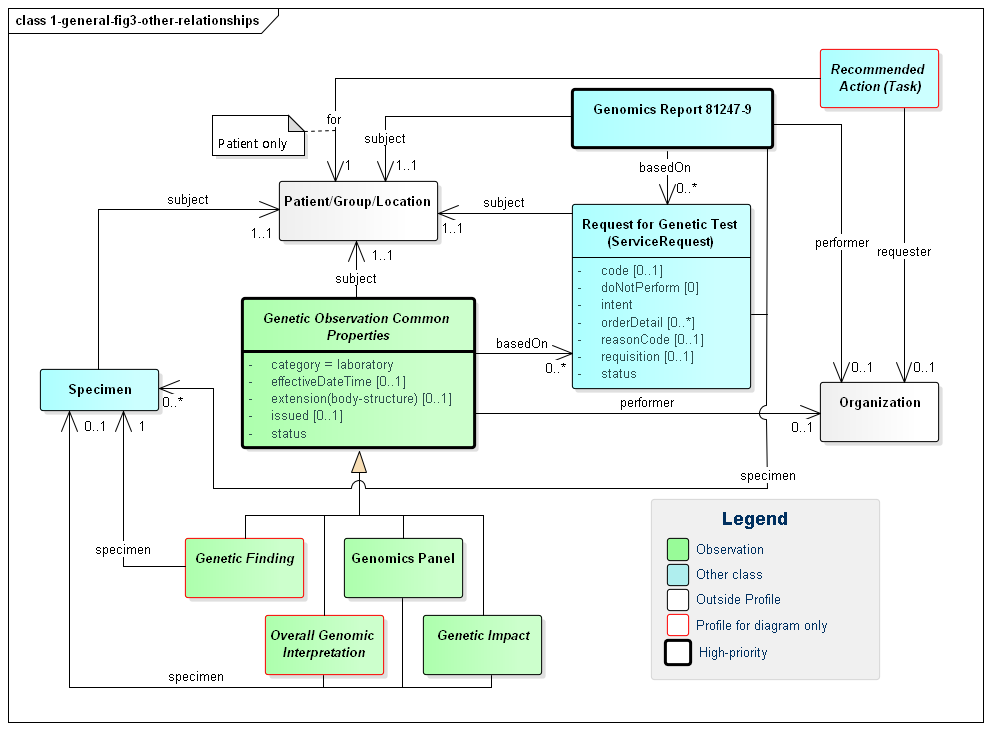 class 1-general-fig3-other-relationships
Recommended
Action (Task)
Genomics Report 81247-9
for
Patient only
subject
1
1..1
basedOn
0..*
subject
Patient/Group/Location
subject
1..1
1..1
1..1
Request for Genetic Test
(ServiceRequest)
- code [0..1]
- doNotPerform [0]
- intent
- orderDetail [0..*]
- reasonCode [0..1]
- requisition [0..1]
- status
performer
requester
subject
Genetic Observation Common
Properties
- category = laboratory
- effectiveDateTime [0..1]
- extension(body-structure) [0..1]
- issued [0..1]
- status
basedOn
0..*
0..1
0..1
Specimen
0..*
performer
0..1
Organization
0..1
1
specimen
specimen
Genetic Finding
Genomics Panel
Overall Genomic
Interpretation
Genetic Impact
specimen
Legend
Observation
Other class
Outside Profile
Profile for diagram only
High-priority